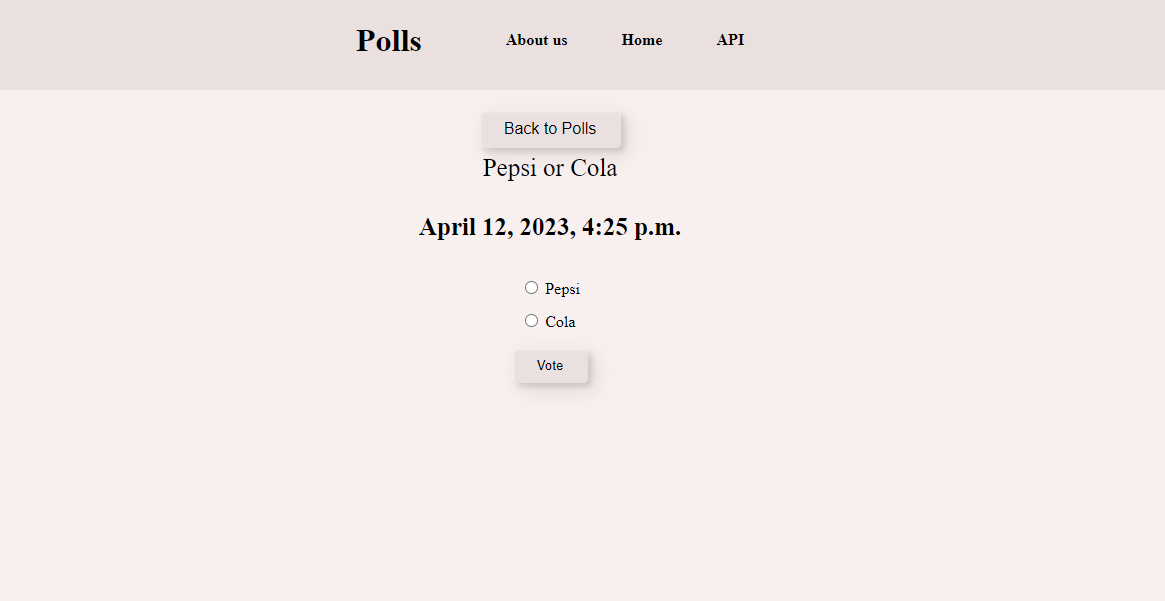 Polls About us Home API
Back to Polls
Pepsi or Cola
April 12, 2023, 4:25 p.m.
Pepsi
Cola
Vote